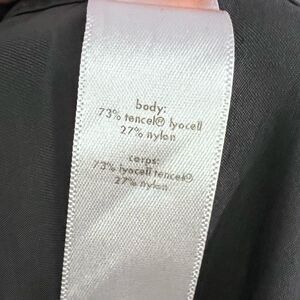 body:
73% tencel® lyocell
27% nylon
corps:
73% lyocell tencel®
27% nylon